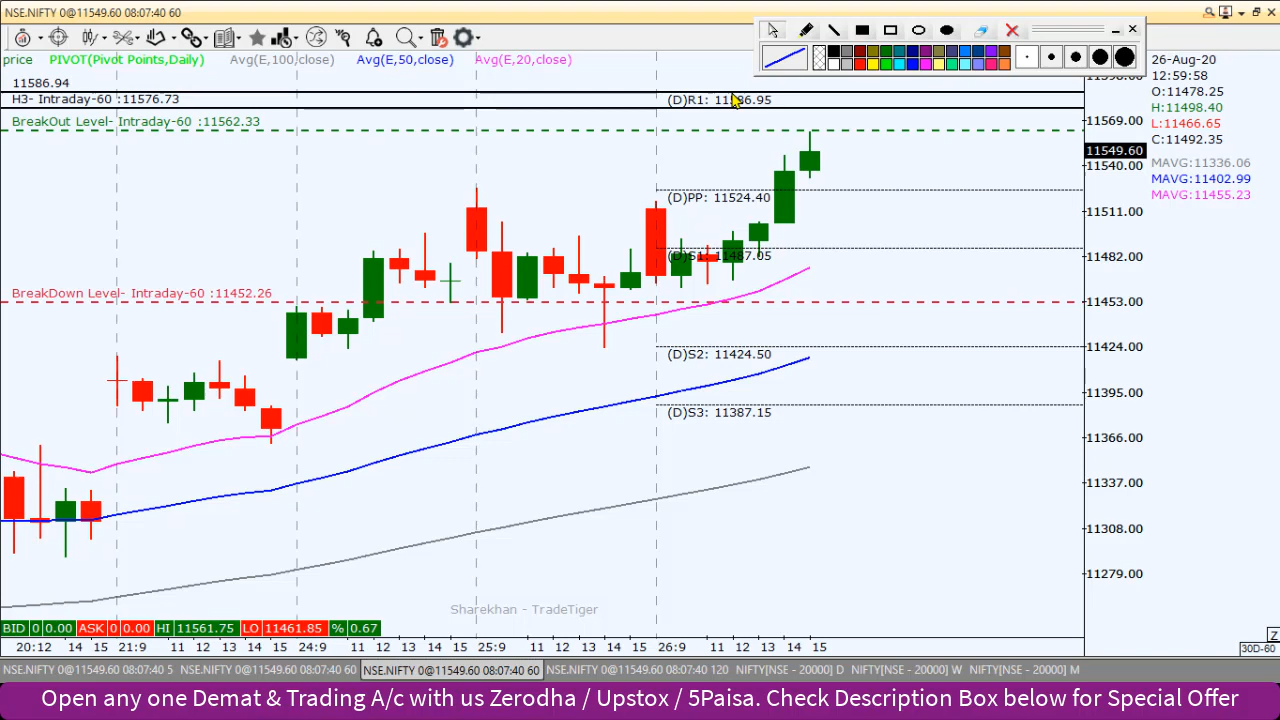 NSE.NIFTY 0@11549.60 08:07:40 60
price PIVOT(Pivot Points,Daily) Avg(E,100,close) Avg(E,50,close) Avg(E,20,close)
11586.94
H3- Intraday-60 :11576.73
(D)R1:
BreakOut Level- Intraday-60 :11562.33
(D)PP: 11524.40
(D)S1: 11487.05
BreakDown Level- Intraday-60 :11452.26
(D)S2: 11424.50
(D)S3: 11387.15
11569.00
11549.60
11540.00
11511.00
11482.00
11453.00
11424.00
11395.00
11366.00
11337.00
11308.00
11279.00
26-Aug-20
12:59:58
O:11478.25
H:11498.40
L:11466.65
C:11492.35
MAVG:11336.06
MAVG:11402.99
MAVG:11455.23
Sharekhan - TradeTiger
BID 0 0.00 ASK 0 0.00 HI 11561.75 LO 11461.85 % 0.67
20:12 14 15 21:9 11 12 13 14 15 24:9 11 12 13 14 15 25:9 11 12 13 14 15 26:9 11 12 13 14 15
Z
30D-60
NSE.NIFTY 0@11549.60 08:07:40 5 NSE.NIFTY 0@11549.60 08:07:40 60 NSE.NIFTY 0@11549.60 08:07:40 60 NSE.NIFTY 0@11549.60 08:07:40 120 NIFTY[NSE - 20000] D NIFTY[NSE - 20000] W NIFTY[NSE - 20000] M
Open any one Demat & Trading A/c with us Zerodha / Upstox / 5Paisa. Check Description Box below for Special Offer